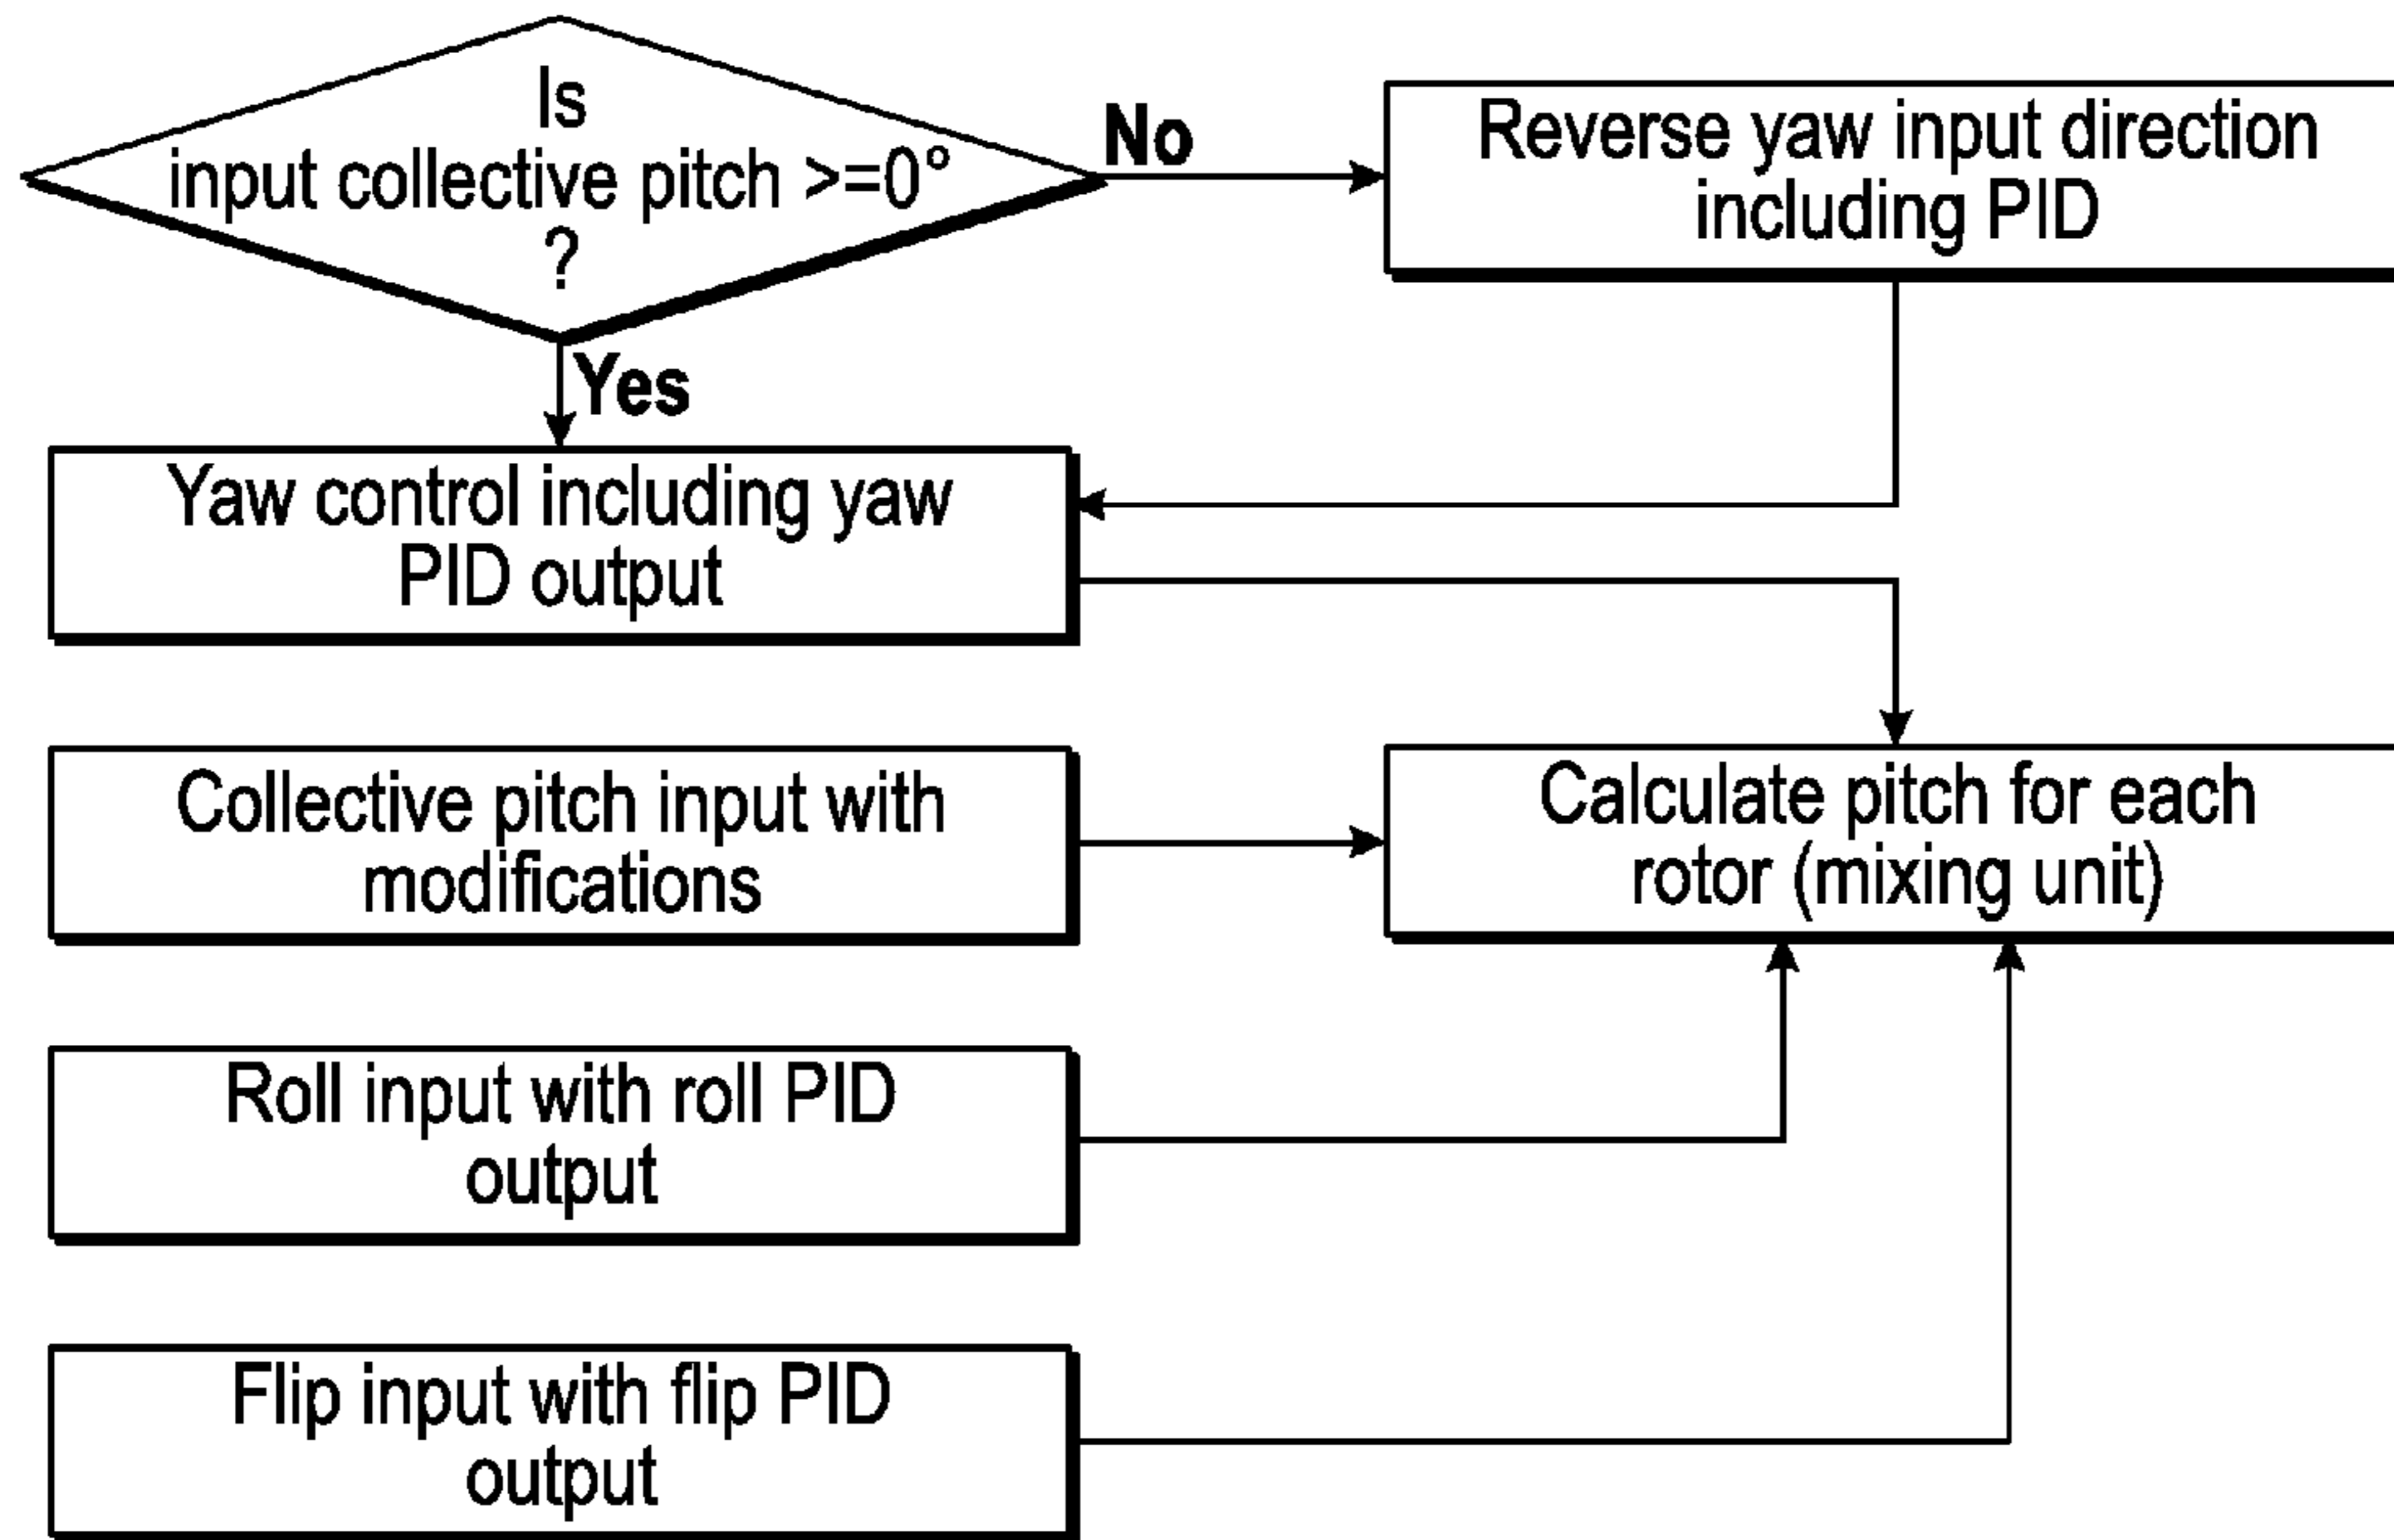 Is
input collective pitch >=0°
?
No
Reverse yaw input direction
including PID
Yes
Yaw control including yaw
PID output
Collective pitch input with
modifications
Calculate pitch for each
rotor (mixing unit)
Roll input with roll PID
output
Flip input with flip PID
output